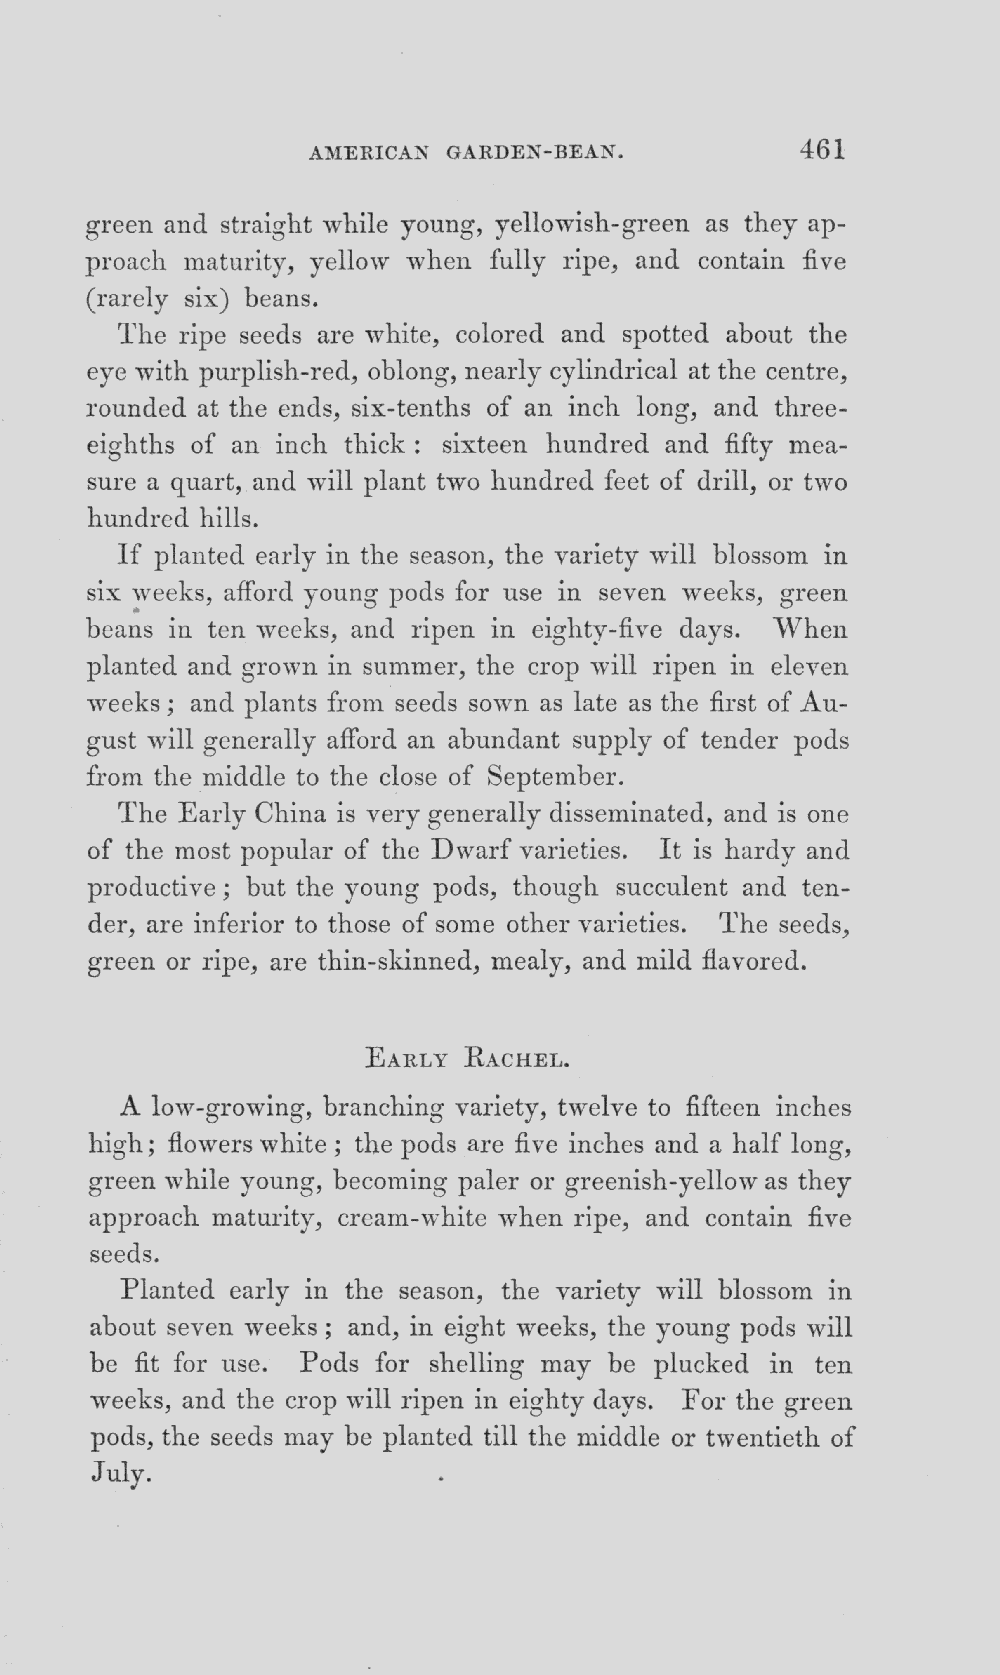 AMERICAN GARDEN-BEAN. 461
green and straight while young, yellowish-green as they ap-
proach maturity, yellow when fully ripe, and contain five
(rarely six) beans.
The ripe seeds are white, colored and spotted about the
eye with purplish-red, oblong, nearly cylindrical at the centre,
rounded at the ends, six-tenths of an inch long, and three-
eighths of an inch thick : sixteen hundred and fifty mea-
sure a quart, and will plant two hundred feet of drill, or two
hundred hills.
If planted early in the season, the variety will blossom in
six weeks, afford young pods for use in seven weeks, green
beans in ten weeks, and ripen in eighty-five days. When
planted and grown in summer, the crop will ripen in eleven
weeks ; and plants from seeds sown as late as the first of Au-
gust will generally afford an abundant supply of tender pods
from the middle to the close of September.
The Early China is very generally disseminated, and is one
of the most popular of the Dwarf varieties. It is hardy and
productive ; but the young pods, though succulent and ten-
der, are inferior to those of some other varieties. The seeds,
green or ripe, are thin-skinned, mealy, and mild flavored.
EARLY RACHEL.
A low-growing, branching variety, twelve to fifteen inches
high ; flowers white ; the pods are five inches and a half long,
green while young, becoming paler or greenish-yellow as they
approach maturity, cream-white when ripe, and contain five
seeds.
Planted early in the season, the variety will blossom in
about seven weeks ; and, in eight weeks, the young pods will
be fit for use. Pods for shelling may be plucked in ten
weeks, and the crop will ripen in eighty days. For the green
pods, the seeds may be planted till the middle or twentieth of
July.